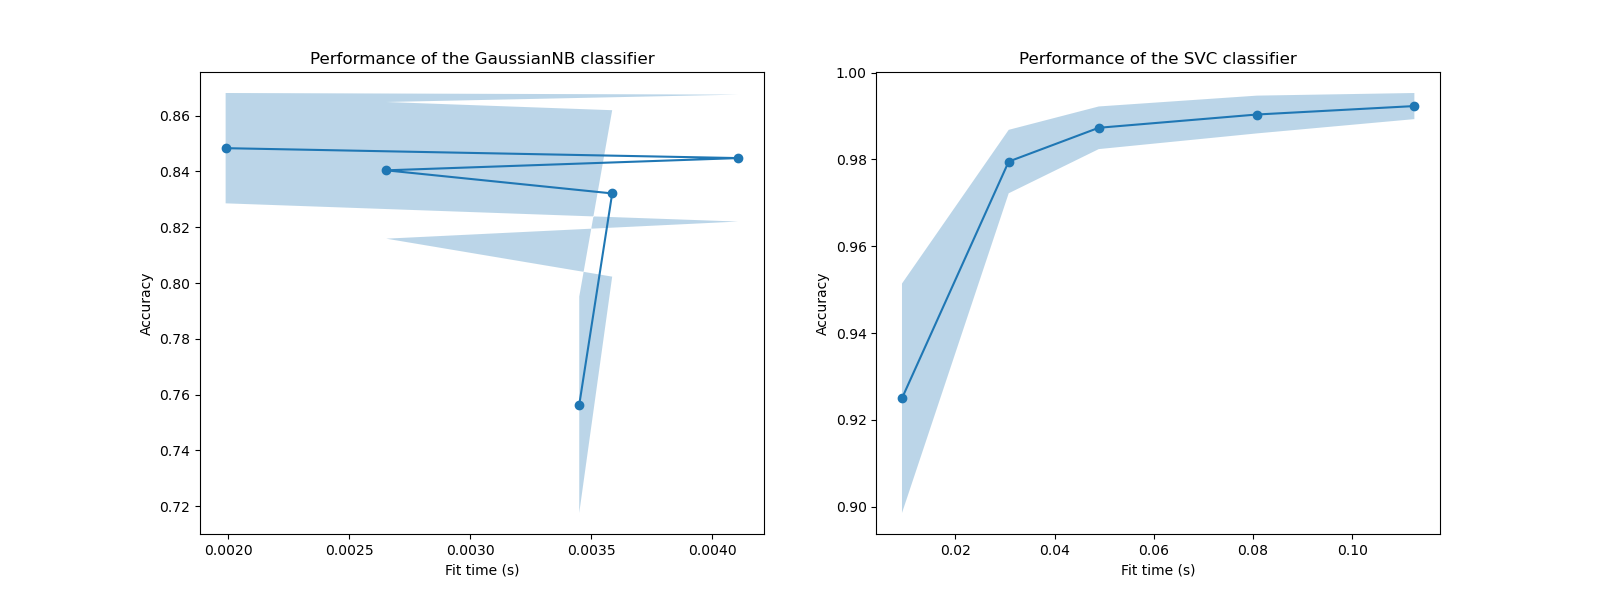 Performance of the GaussianNB classifier
Accuracy
0.86
0.84
0.82
0.80
0.78
0.76
0.74
0.72
0.0020 0.0025 0.0030 0.0035 0.0040
Fit time (s)
Performance of the SVC classifier
Accuracy
1.00
0.98
0.96
0.94
0.92
0.90
0.02 0.04 0.06 0.08 0.10
Fit time (s)